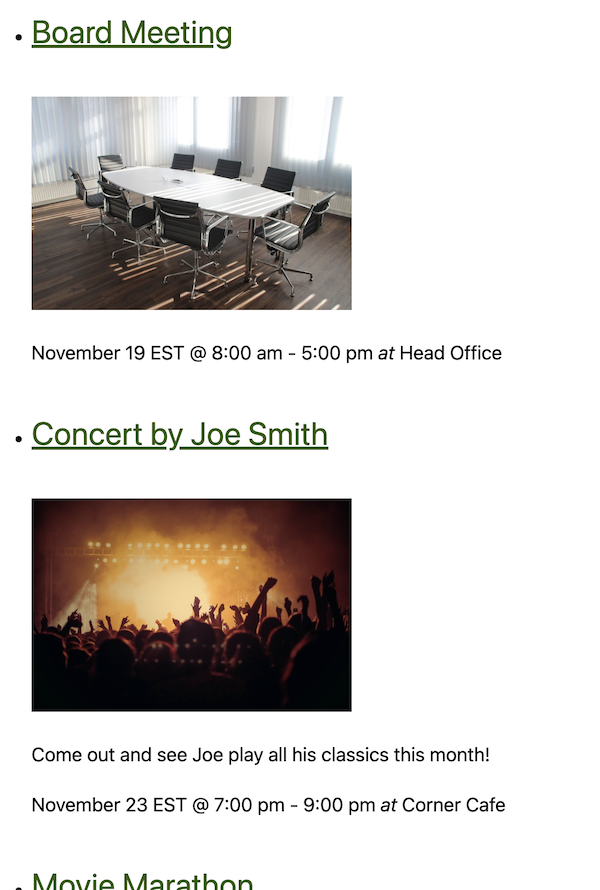 Board Meeting
November 19 EST @ 8:00 am - 5:00 pm at Head Office
Concert by Joe Smith
Come out and see Joe play all his classics this month!
November 23 EST @ 7:00 pm - 9:00 pm at Corner Cafe
Movie Marathon